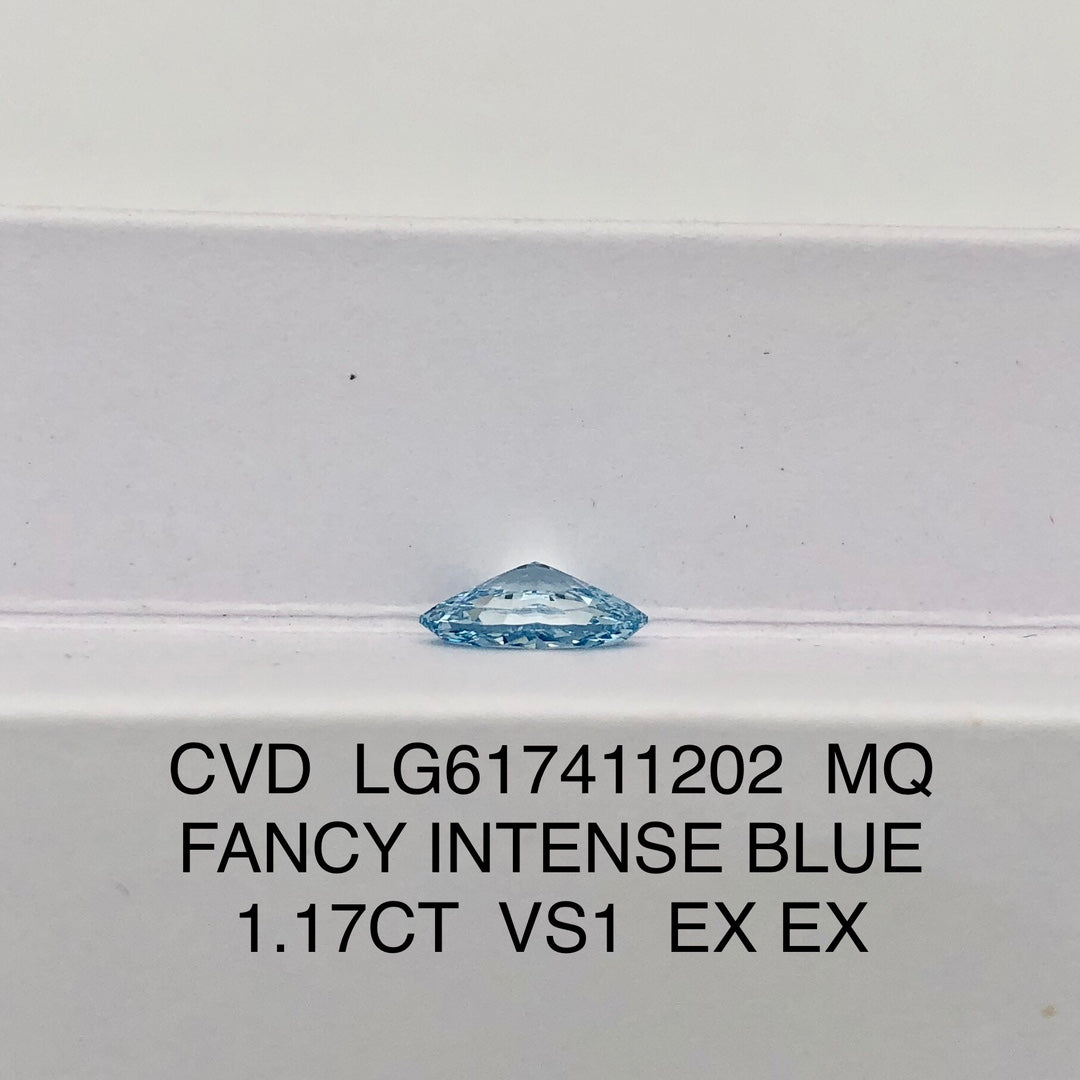 CVD LG617411202 MQ
FANCY INTENSE BLUE
1.17CT VS1 EX EX